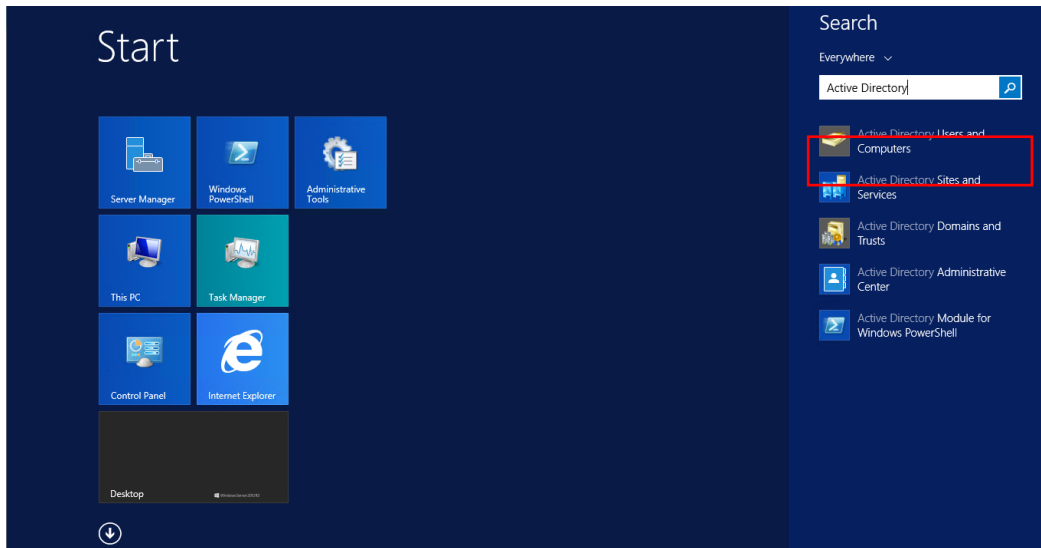 Start
Server Manager
Windows
PowerShell
Administrative
Tools
This PC
Task Manager
Control Panel
Internet Explorer
Desktop
Search
Everywhere
Active Directory
Active Directory Users and
Computers
Active Directory Sites and
Services
Active Directory Domains and
Trusts
Active Directory Administrative
Center
Active Directory Module for
Windows PowerShell